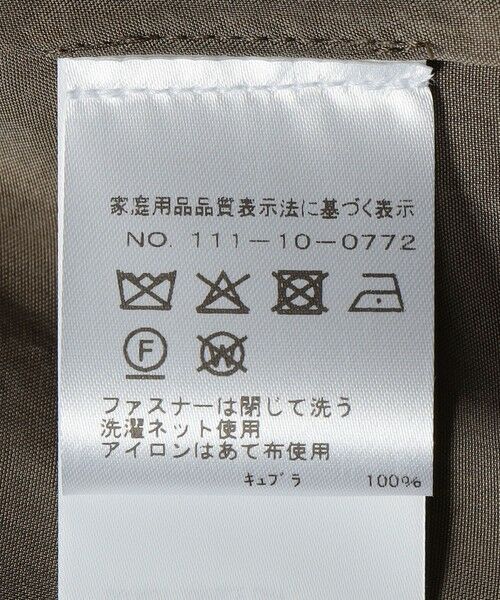 家庭用品品質表示法に基づく表示
NO. 111-10-0772
F W
ファスナーは閉じて洗う
洗濯ネット使用
アイロンはあて布使用
ｷｭﾌﾟﾗ 100%